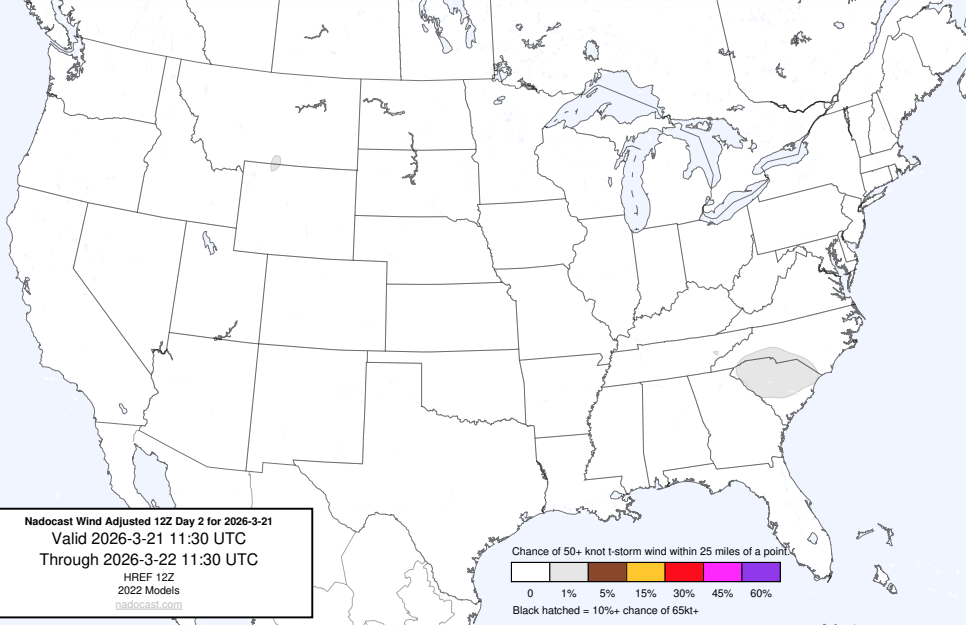 Nadocast Wind Adjusted 12Z Day 2 for 2026-3-21
Valid 2026-3-21 11:30 UTC
Through 2026-3-22 11:30 UTC
HREF 12Z
2022 Models
nadocast.com
Chance of 50+ knot t-storm wind within 25 miles of a point.
0 1% 5% 15% 30% 45% 60%
Black hatched = 10%+ chance of 65kt+